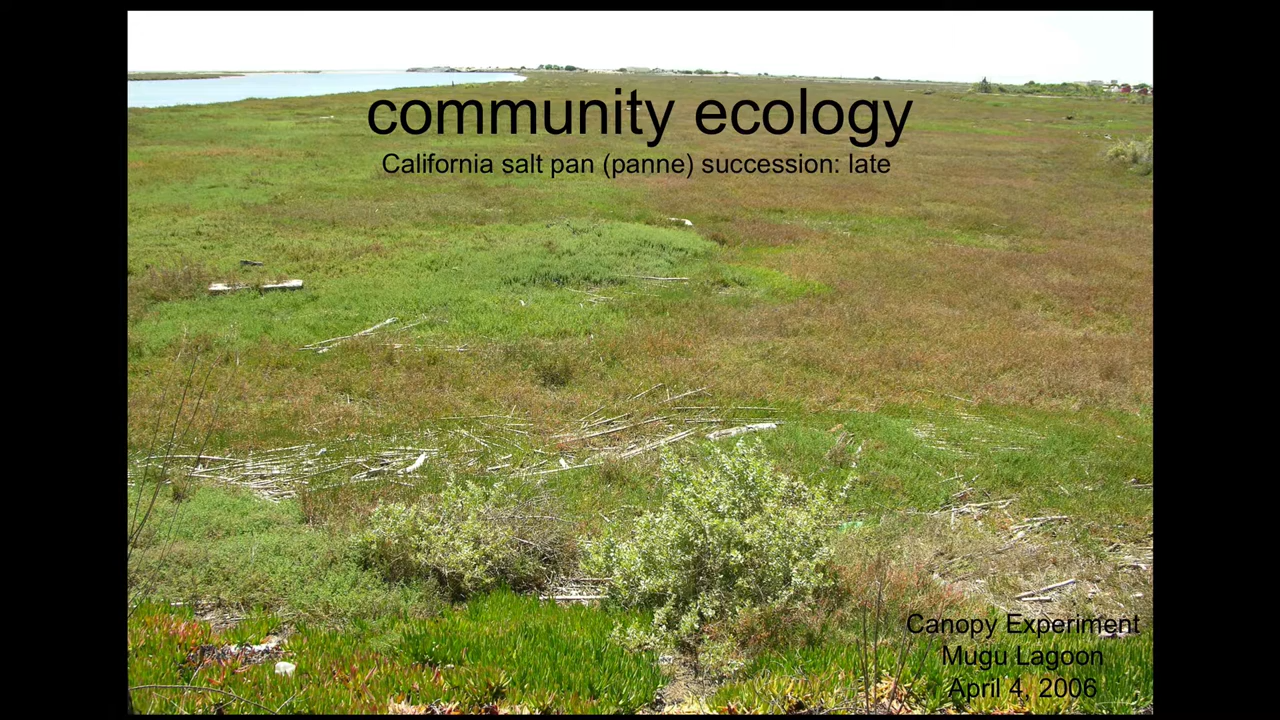 community ecology
California salt pan (panne) succession: late
Canopy Experiment
Mugu Lagoon
April 4, 2006